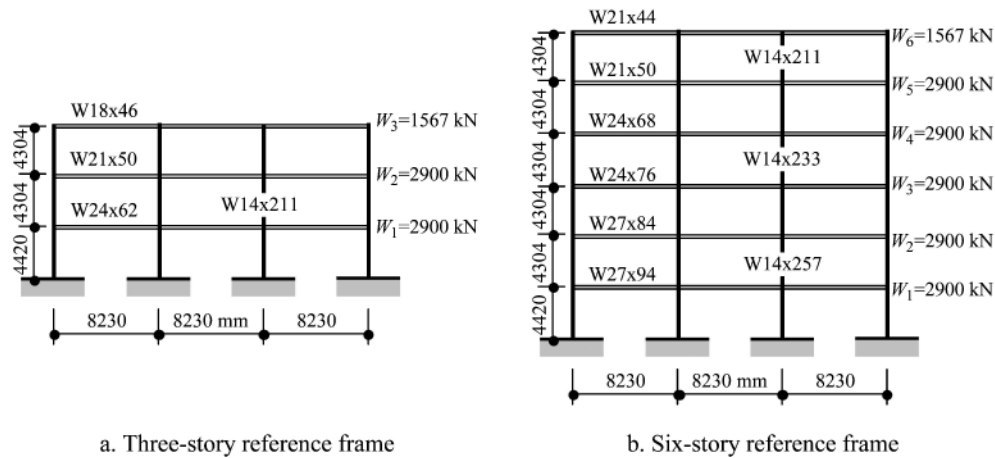 W18x46
W21x50
W24x62
W14x211
W3=1567 kN
W2=2900 kN
W1=2900 kN
4304
4304
4420
8230
8230 mm
8230
a. Three-story reference frame
W21x44
W21x50
W24x68
W24x76
W27x84
W27x94
W14x211
W14x233
W14x257
W6=1567 kN
W5=2900 kN
W4=2900 kN
W3=2900 kN
W2=2900 kN
W1=2900 kN
4304
4304
4304
4304
4304
4420
8230
8230 mm
8230
b. Six-story reference frame